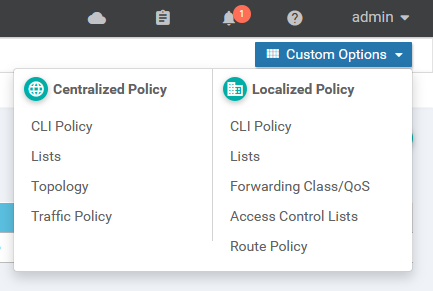 1
admin
Custom Options
Centralized Policy
CLI Policy
Lists
Topology
Traffic Policy
Localized Policy
CLI Policy
Lists
Forwarding Class/QoS
Access Control Lists
Route Policy